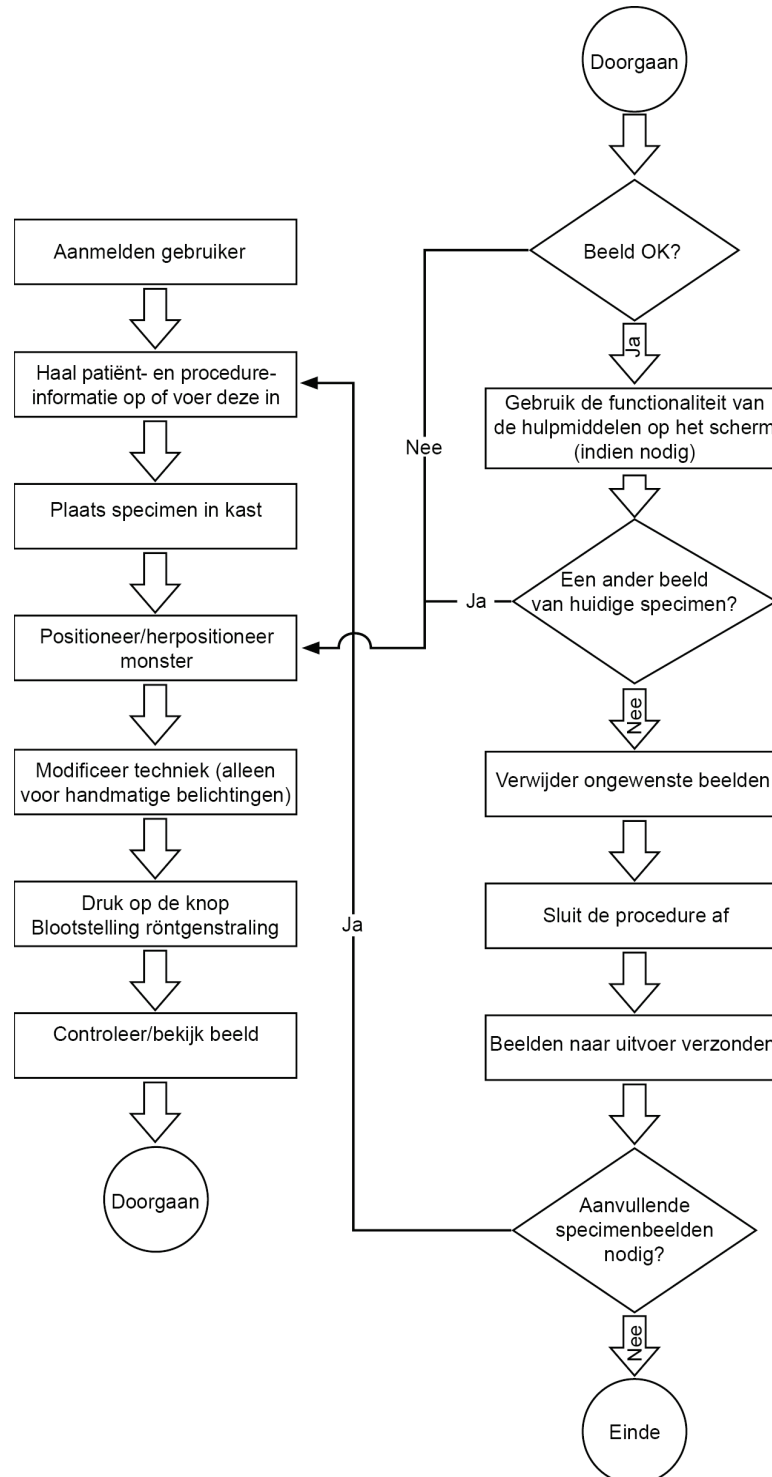 Aanmelden gebruiker
Haal patiënt- en procedure-
informatie op of voer deze in
Plaats specimen in kast
Positioneer/herpositioneer
monster
Modificeer techniek (alleen
voor handmatige belichtingen)
Druk op de knop
Blootstelling röntgenstraling
Controleer/bekijk beeld
Doorgaan
Doorgaan
Beeld OK?
Nee
Ja
Gebruik de functionaliteit van
de hulpmiddelen op het scherm
(indien nodig)
Een ander beeld
van huidige specimen?
Ja
Nee
Verwijder ongewenste beelden
Sluit de procedure af
Beelden naar uitvoer verzonden
Aanvullende
specimenbeelden
nodig?
Ja
Nee
Einde